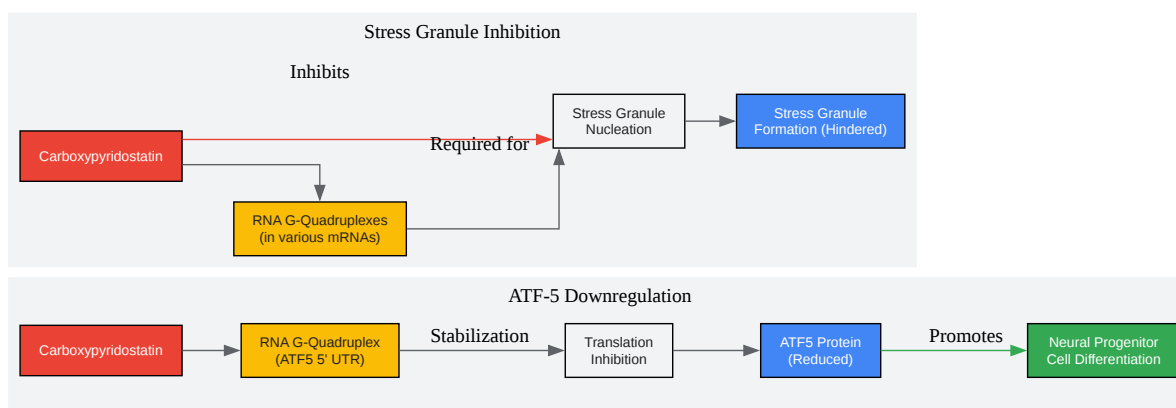 Stress Granule Inhibition
Inhibits
Stress Granule
Nucleation
Stress Granule
Formation (Hindered)
Required for
Carboxypyridostatin
RNA G-Quadruplexes
(in various mRNAs)
ATF-5 Downregulation
Carboxypyridostatin
RNA G-Quadruplex
(ATF5 5' UTR)
Stabilization
Translation
Inhibition
ATF5 Protein
(Reduced)
Promotes
Neural Progenitor
Cell Differentiation